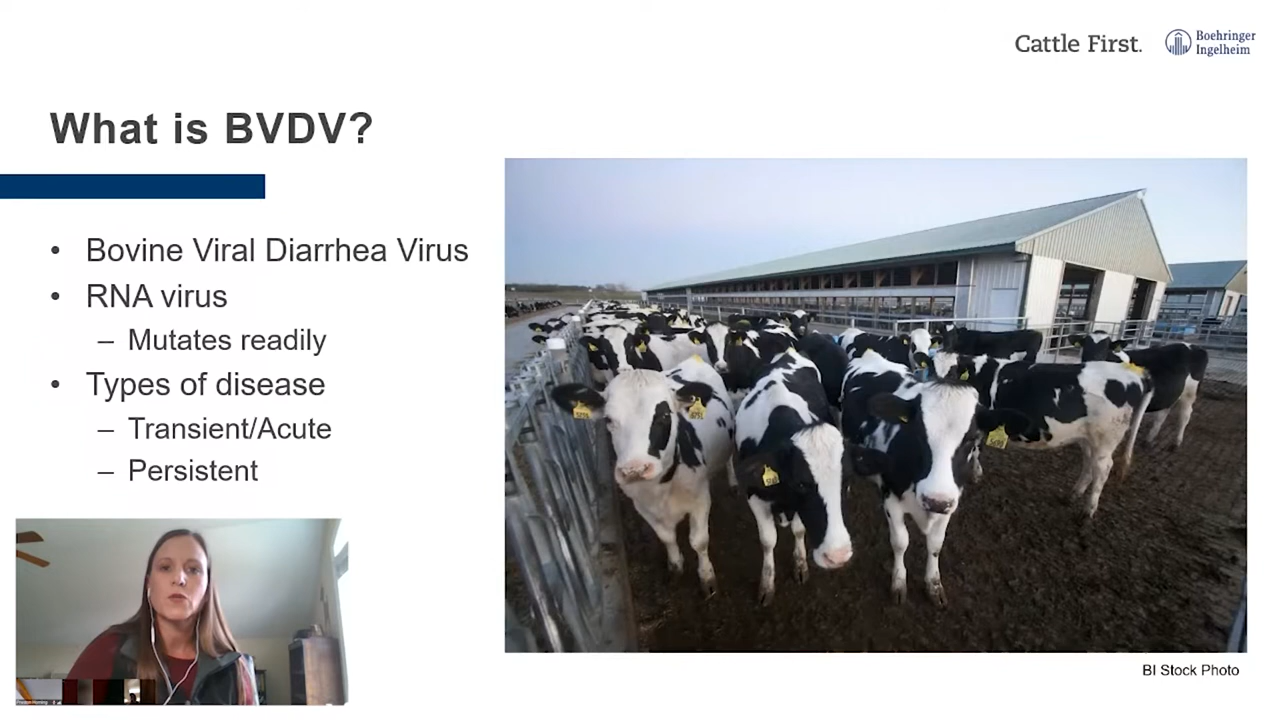 Cattle First.
Boehringer
Ingelheim
What is BVDV?
• Bovine Viral Diarrhea Virus
• RNA virus
– Mutates readily
• Types of disease
– Transient/Acute
– Persistent
BI Stock Photo